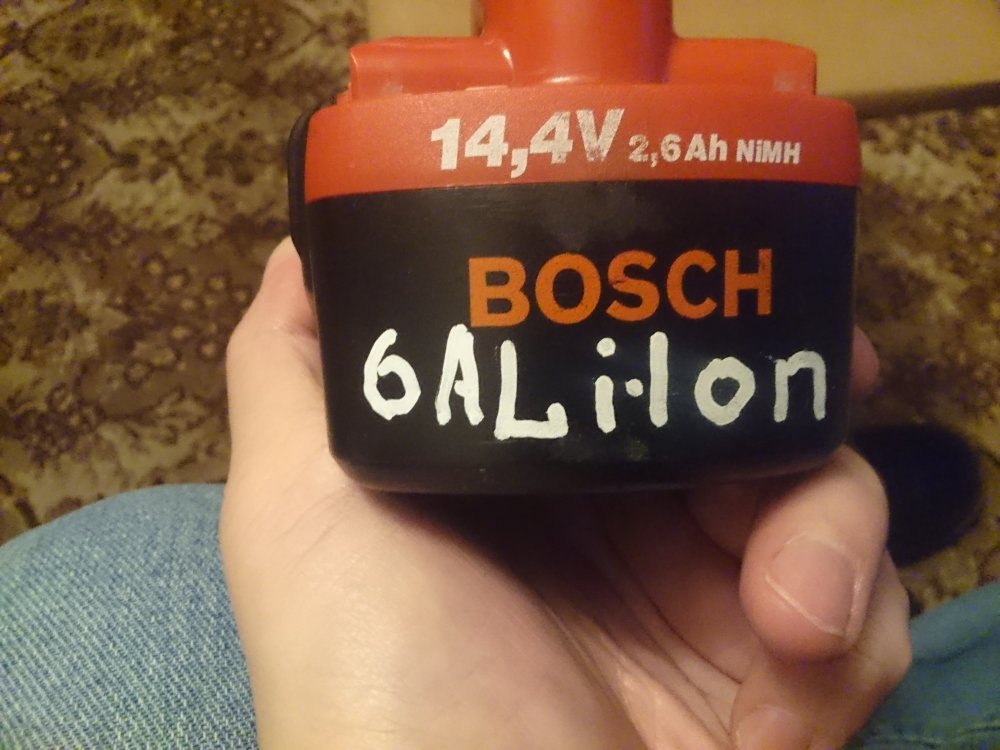 14,4V 2,6Ah NiMH
BOSCH
6A Li-Ion